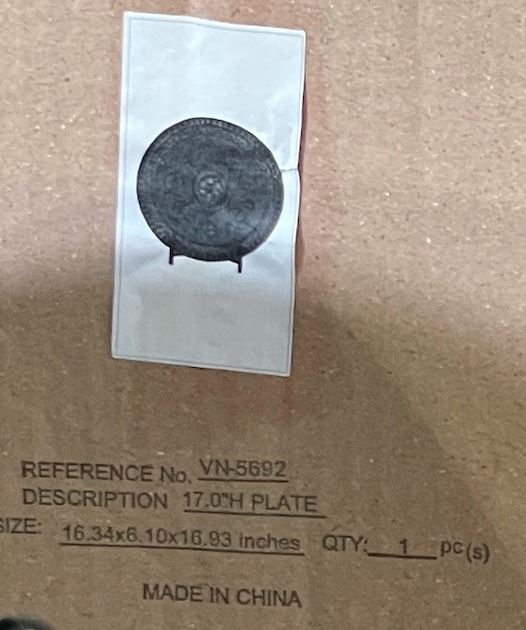 REFERENCE No. VN-5692
DESCRIPTION 17.0"H PLATE
SIZE: 16.34x6.10x16.93 inches QTY: 1 pc(s)
MADE IN CHINA